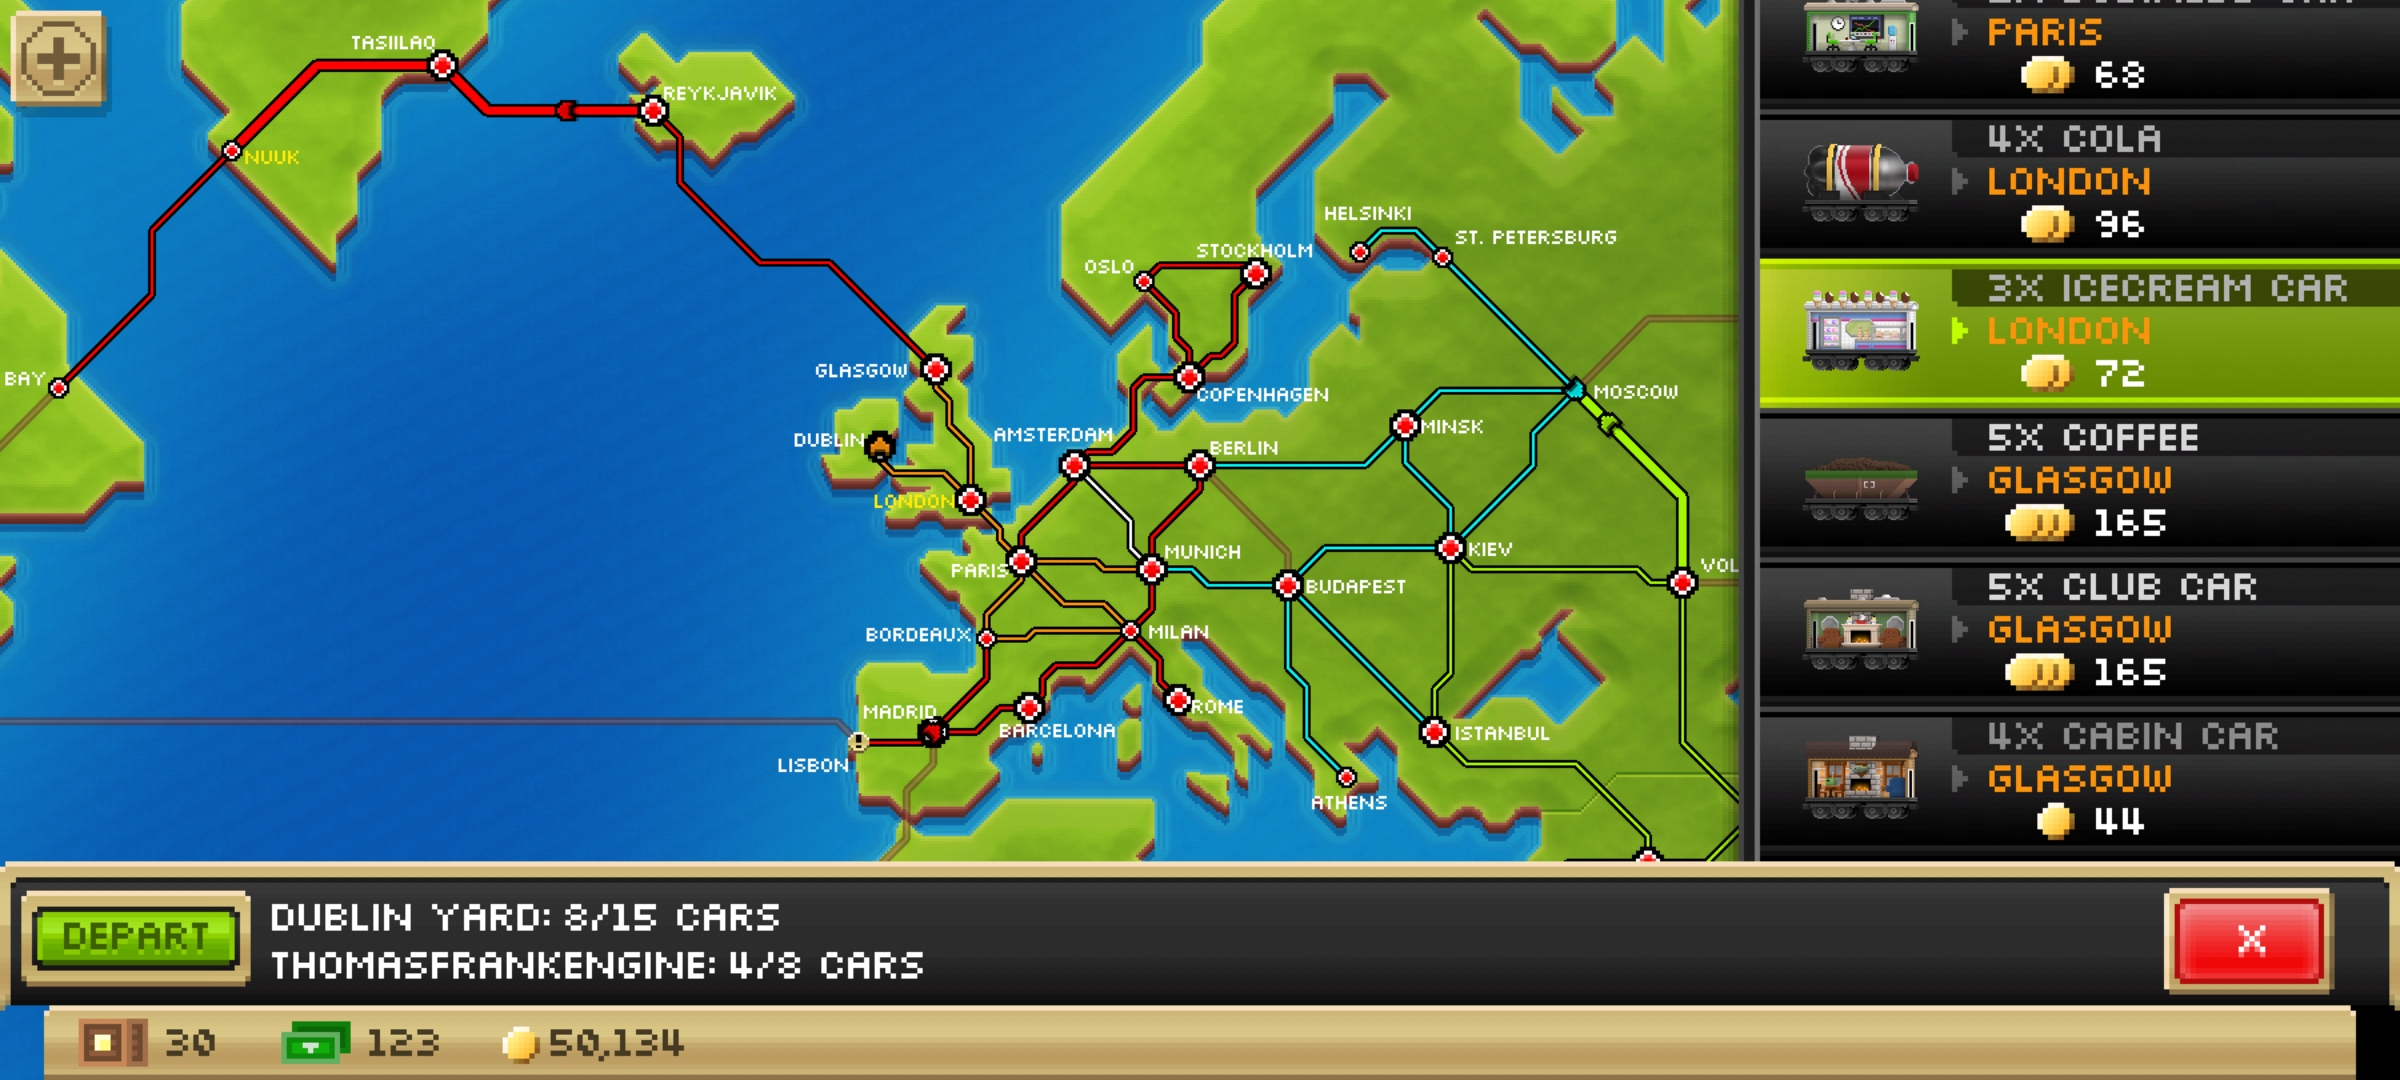 TASIILAQ
REYKJAVIK
NUUK
HELSINKI
ST. PETERSBURG
STOCKHOLM
OSLO
BAY
GLASGOW
COPENHAGEN
MOSCOW
DUBLIN
AMSTERDAM
BERLIN
MINSK
LONDON
PARIS
MUNICH
BUDAPEST
KIEV
VOL
BORDEAUX
MILAN
MADRID
BARCELONA
ROME
ISTANBUL
LISBON
ATHENS
PARIS
68
4X COLA
LONDON
96
3X ICECREAM CAR
LONDON
72
5X COFFEE
GLASGOW
165
5X CLUB CAR
GLASGOW
165
4X CABIN CAR
GLASGOW
44
DEPART
DUBLIN YARD: 8/15 CARS
THOMASFRANKENGINE: 4/8 CARS
X
30
123
50,134